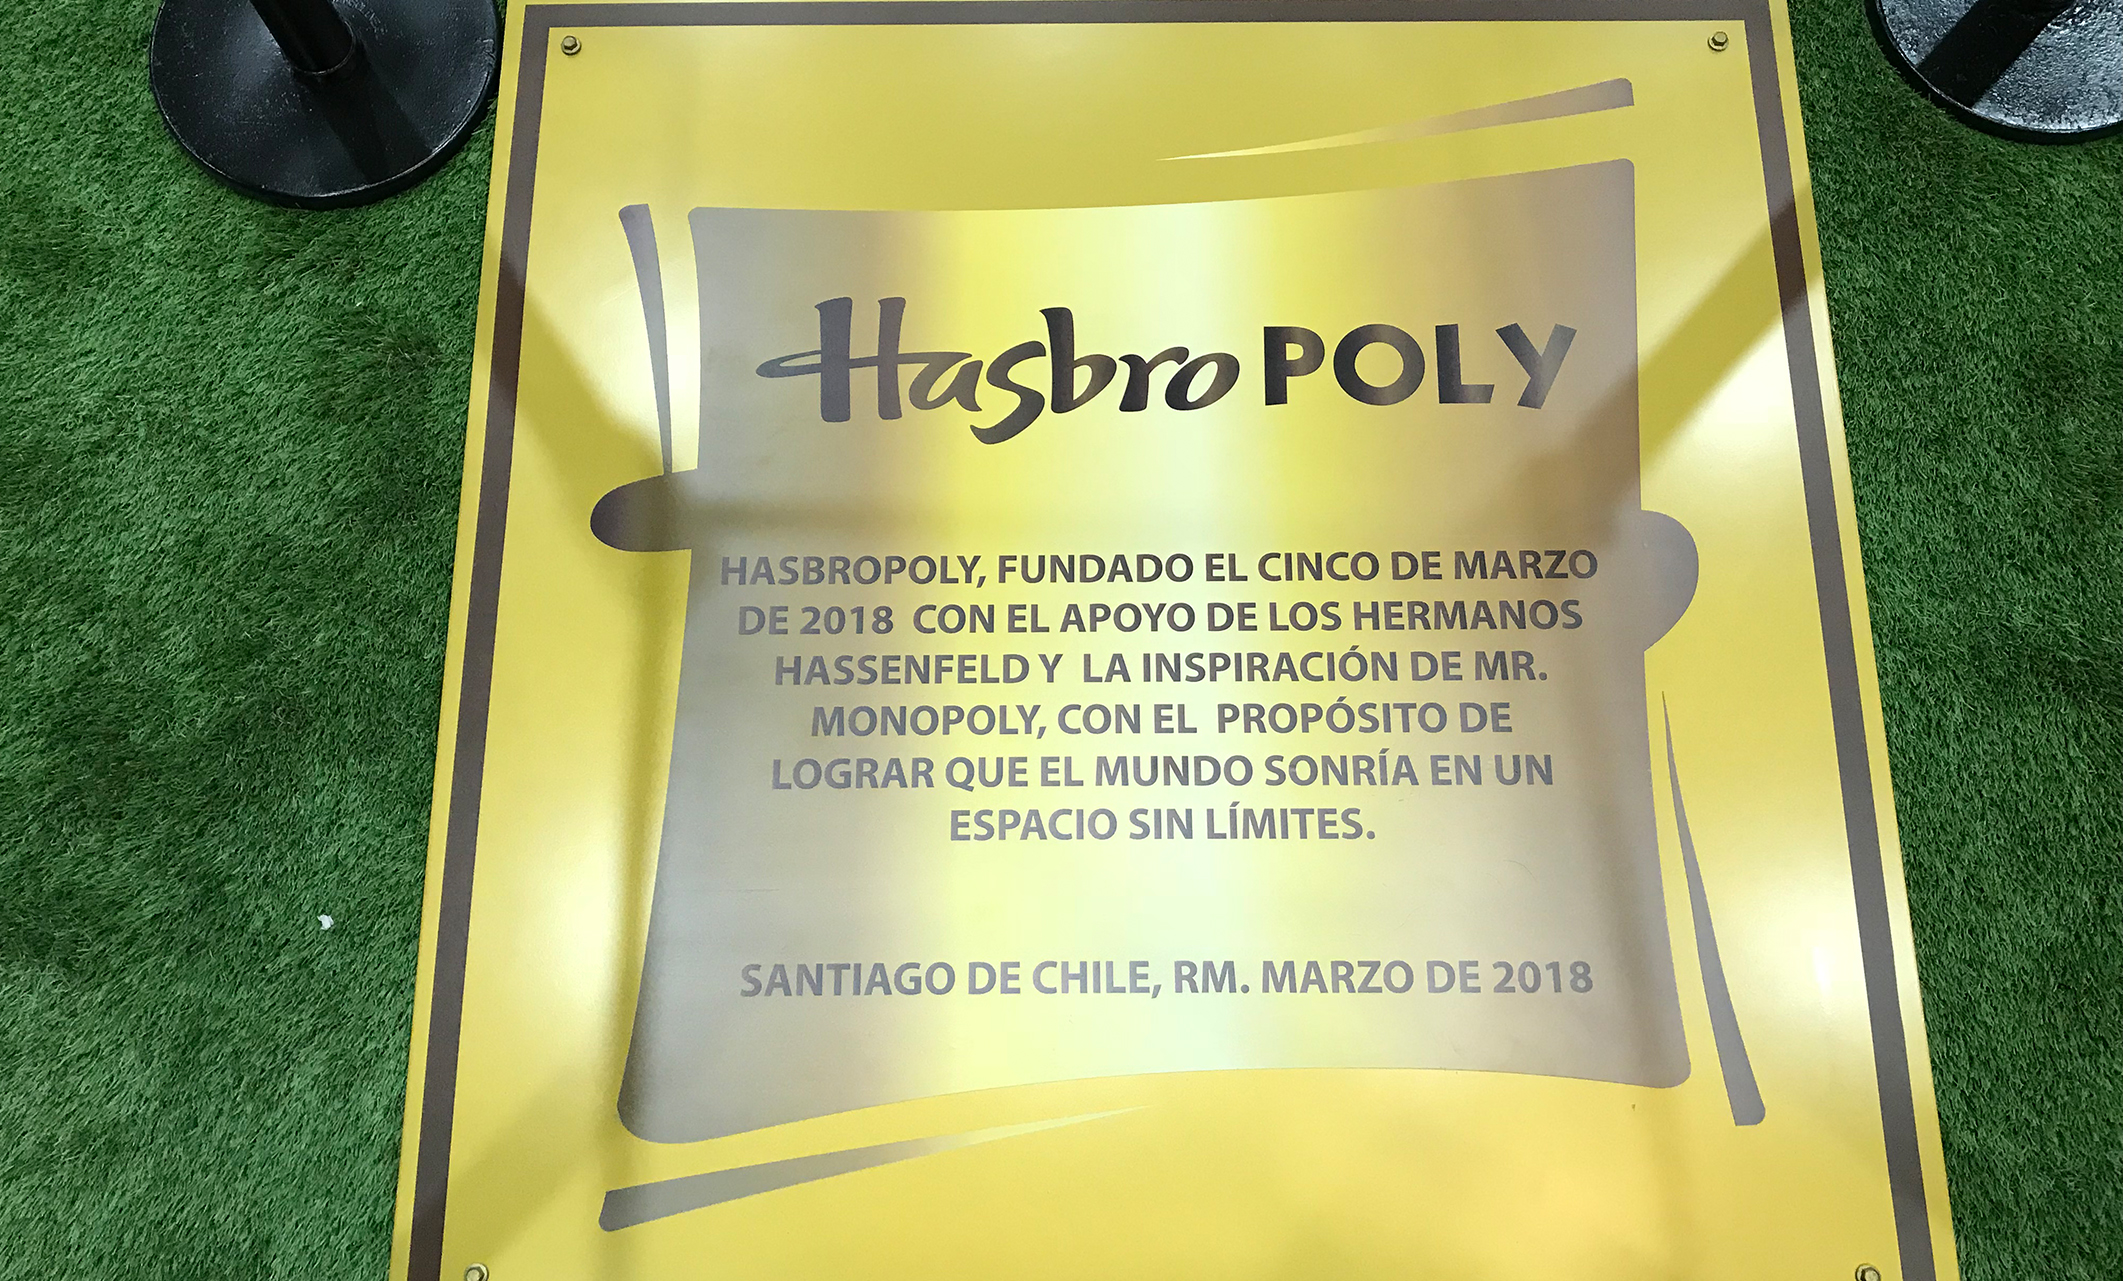 Hasbro POLY
HASBROPOLY, FUNDADO EL CINCO DE MARZO
DE 2018 CON EL APOYO DE LOS HERMANOS
HASSENFELD Y LA INSPIRACIÓN DE MR.
MONOPOLY, CON EL PROPÓSITO DE
LOGRAR QUE EL MUNDO SONRÍA EN UN
ESPACIO SIN LÍMITES.
SANTIAGO DE CHILE, RM. MARZO DE 2018